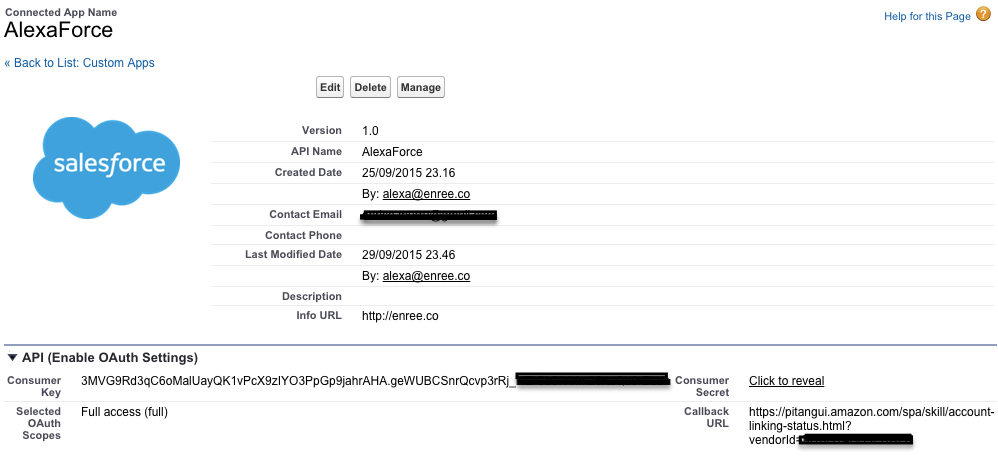 Connected App Name
AlexaForce
Help for this Page ?
« Back to List: Custom Apps
Edit Delete Manage
salesforce
Version 1.0
API Name AlexaForce
Created Date 25/09/2015 23.16
By: alexa@enree.co
Contact Email
Contact Phone
Last Modified Date 29/09/2015 23.46
By: alexa@enree.co
Description
Info URL http://enree.co
API (Enable OAuth Settings)
Consumer Key 3MVG9Rd3qC6oMalUayQK1vPcX9zIYO3PpGp9jahrAHA.geWUBCSnrQcvp3rRj_
Consumer Secret Click to reveal
Selected OAuth Scopes Full access (full)
Callback URL https://pitangui.amazon.com/spa/skill/account-
linking-status.html?
vendorId=